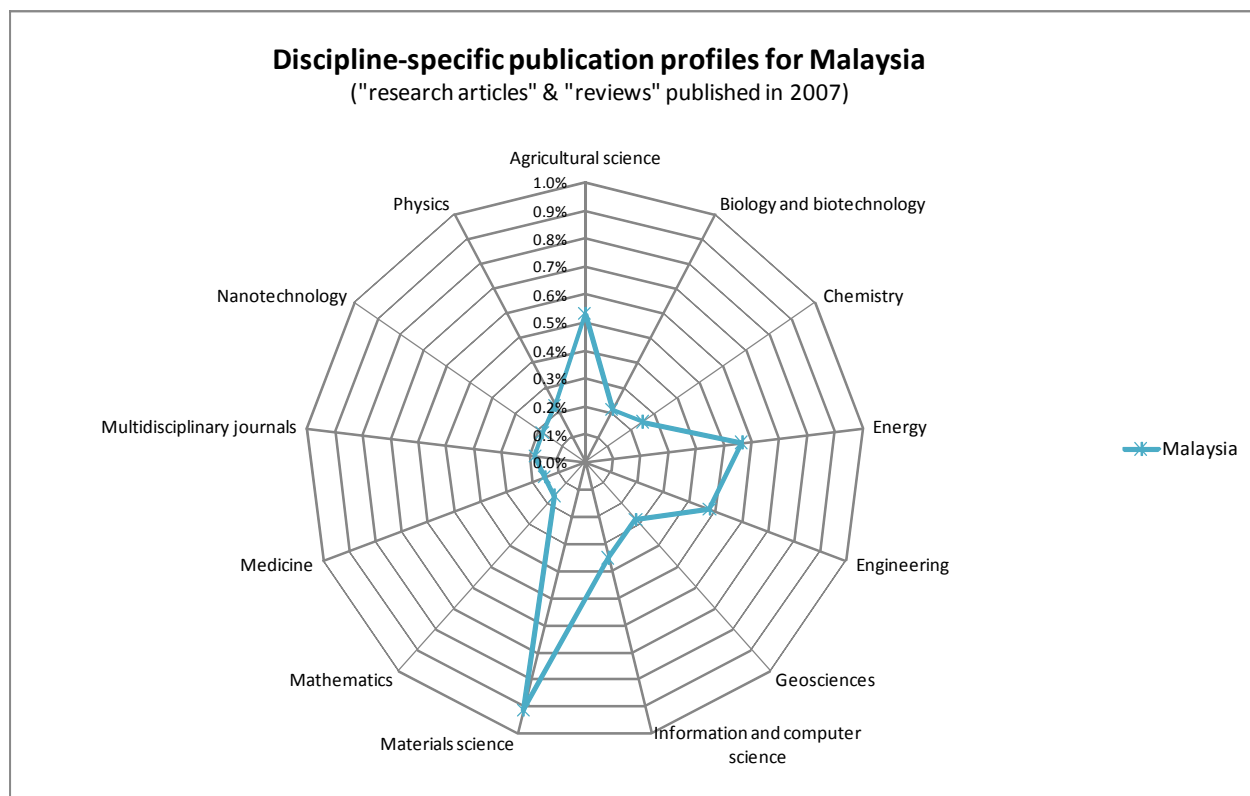 Discipline-specific publication profiles for Malaysia
("research articles" & "reviews" published in 2007)
Agricultural science
1.0%
0.9%
0.8%
0.7%
0.6%
0.5%
0.4%
0.3%
0.2%
0.1%
0.0%
Biology and biotechnology
Chemistry
Energy
Engineering
Geosciences
Information and computer
science
Materials science
Mathematics
Medicine
Multidisciplinary journals
Nanotechnology
Physics
Malaysia